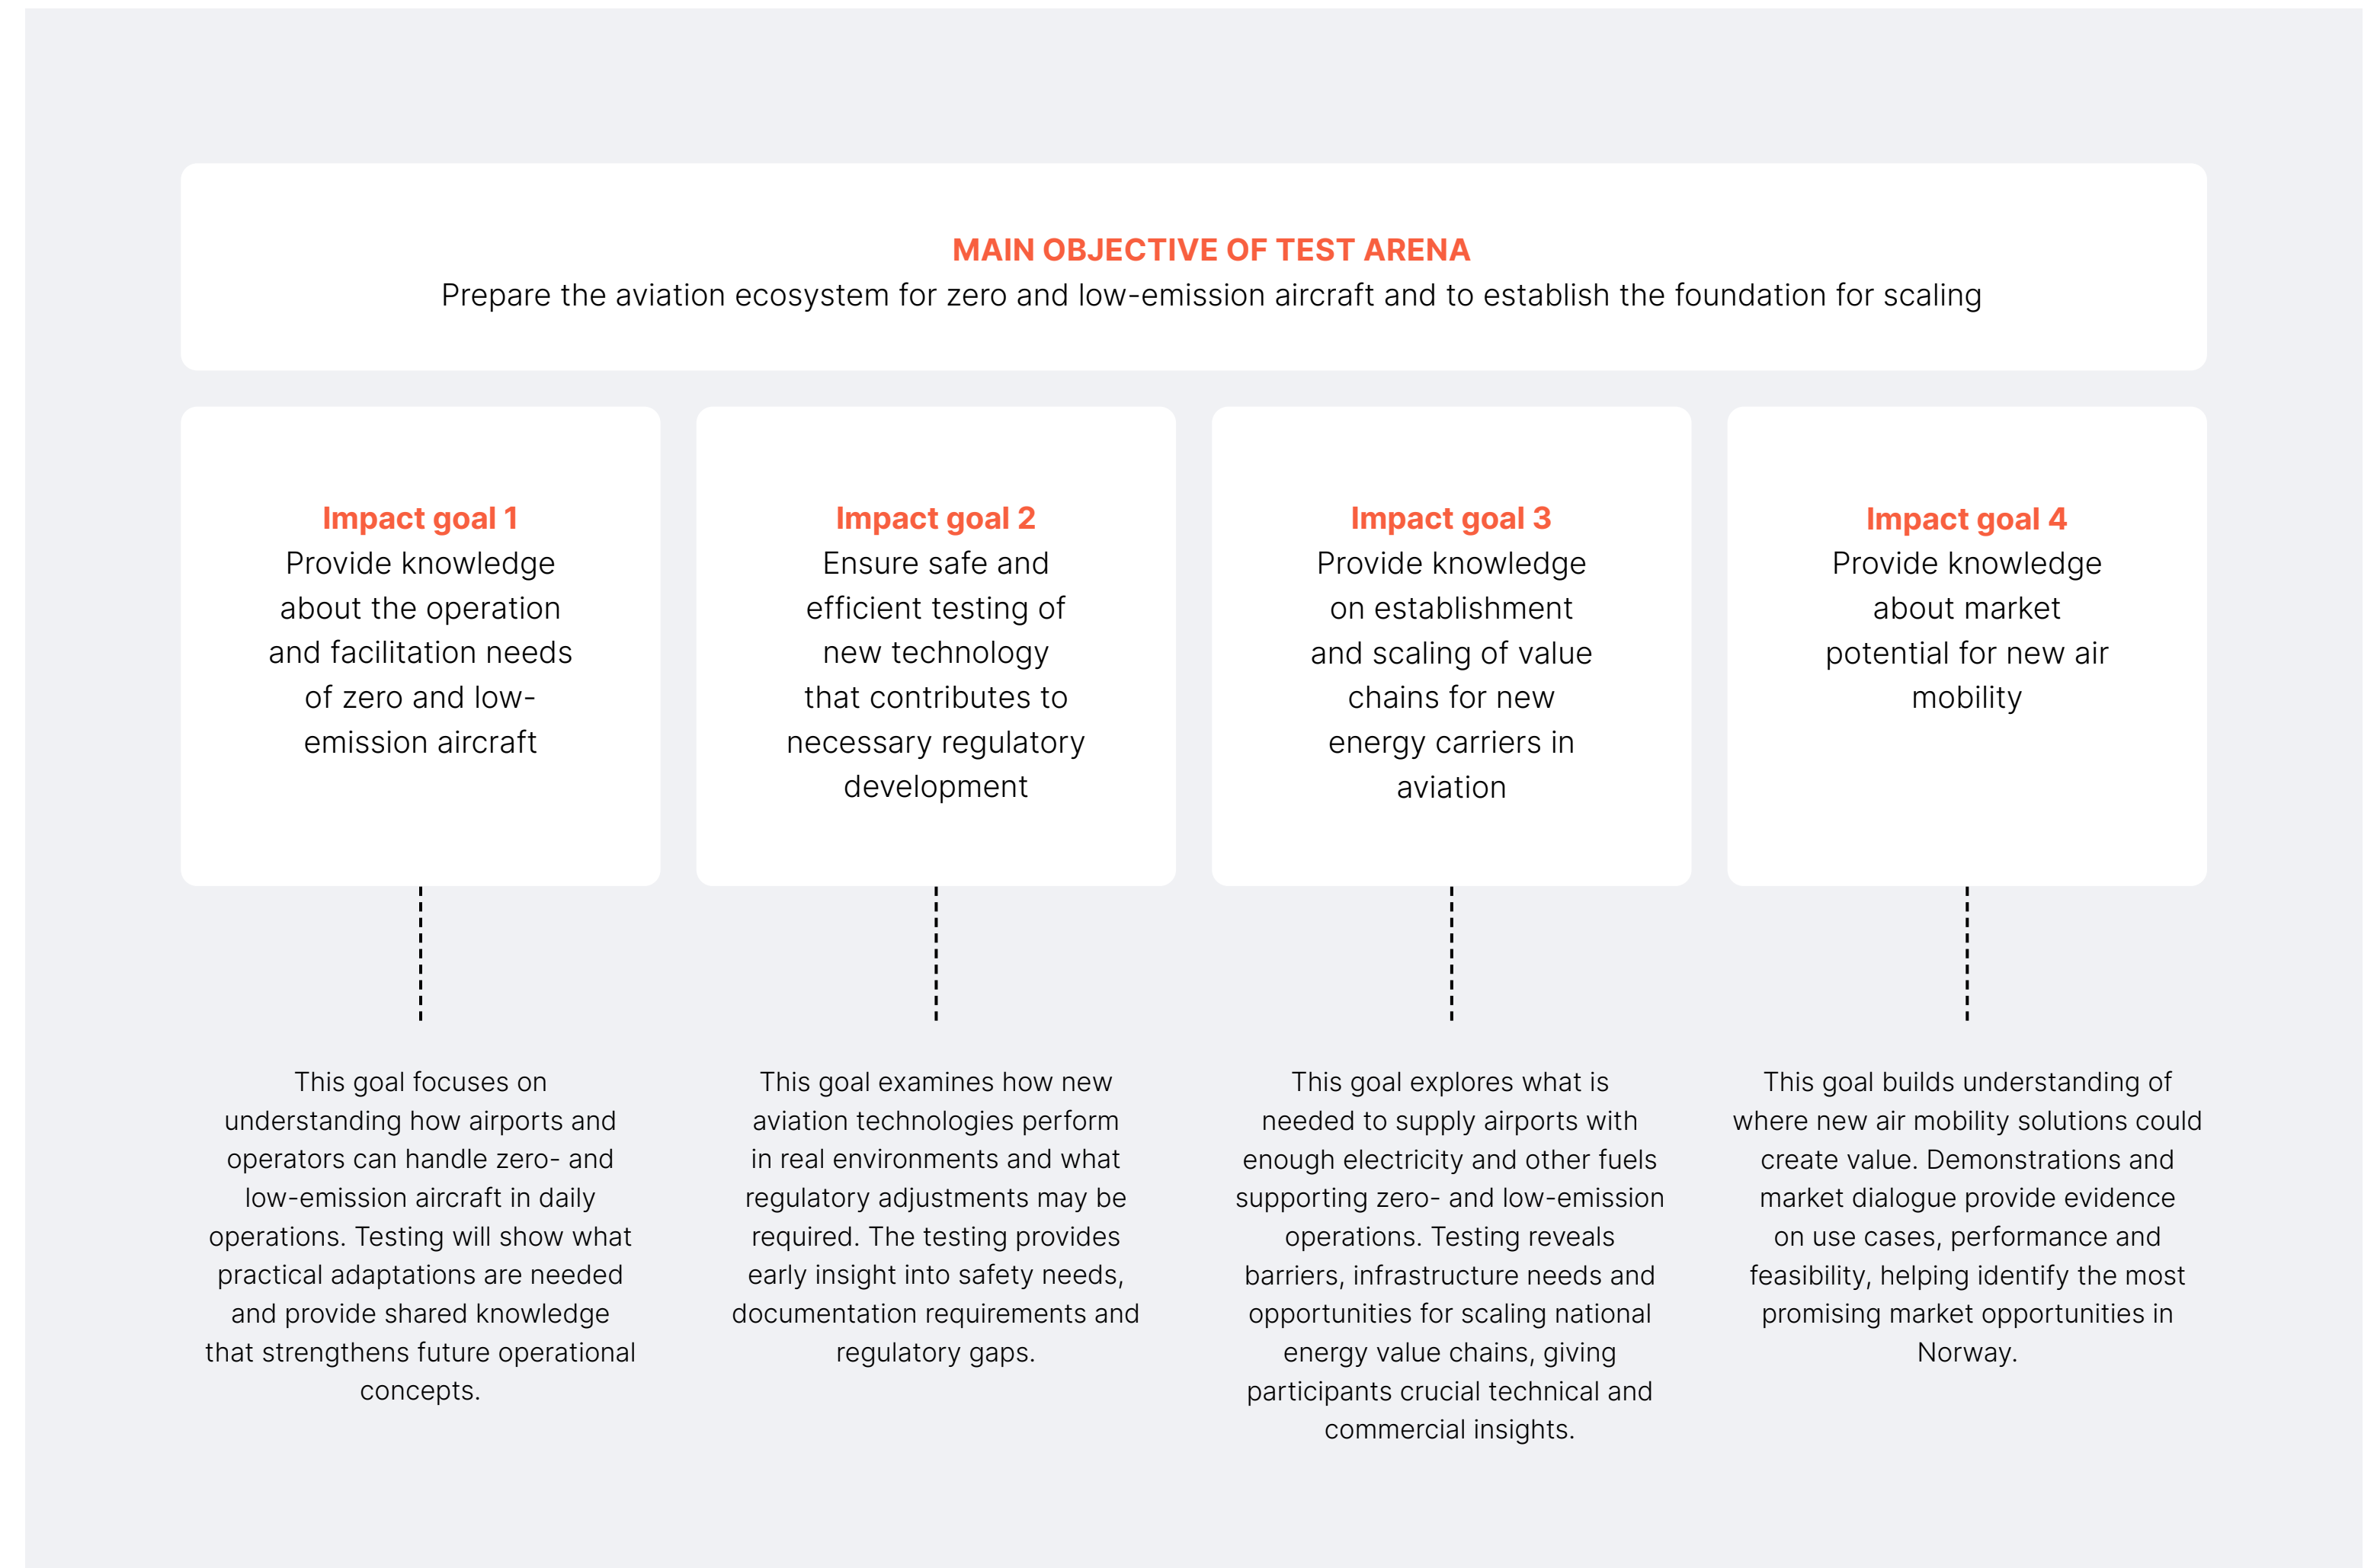 MAIN OBJECTIVE OF TEST ARENA
Prepare the aviation ecosystem for zero and low-emission aircraft and to establish the foundation for scaling
Impact goal 1
Provide knowledge
about the operation
and facilitation needs
of zero and low-
emission aircraft
Impact goal 2
Ensure safe and
efficient testing of
new technology
that contributes to
necessary regulatory
development
Impact goal 3
Provide knowledge
on establishment
and scaling of value
chains for new
energy carriers in
aviation
Impact goal 4
Provide knowledge
about market
potential for new air
mobility
This goal focuses on
understanding how airports and
operators can handle zero- and
low-emission aircraft in daily
operations. Testing will show what
practical adaptations are needed
and provide shared knowledge
that strengthens future operational
concepts.
This goal examines how new
aviation technologies perform
in real environments and what
regulatory adjustments may be
required. The testing provides
early insight into safety needs,
documentation requirements and
regulatory gaps.
This goal explores what is
needed to supply airports with
enough electricity and other fuels
supporting zero- and low-emission
operations. Testing reveals
barriers, infrastructure needs and
opportunities for scaling national
energy value chains, giving
participants crucial technical and
commercial insights.
This goal builds understanding of
where new air mobility solutions could
create value. Demonstrations and
market dialogue provide evidence
on use cases, performance and
feasibility, helping identify the most
promising market opportunities in
Norway.